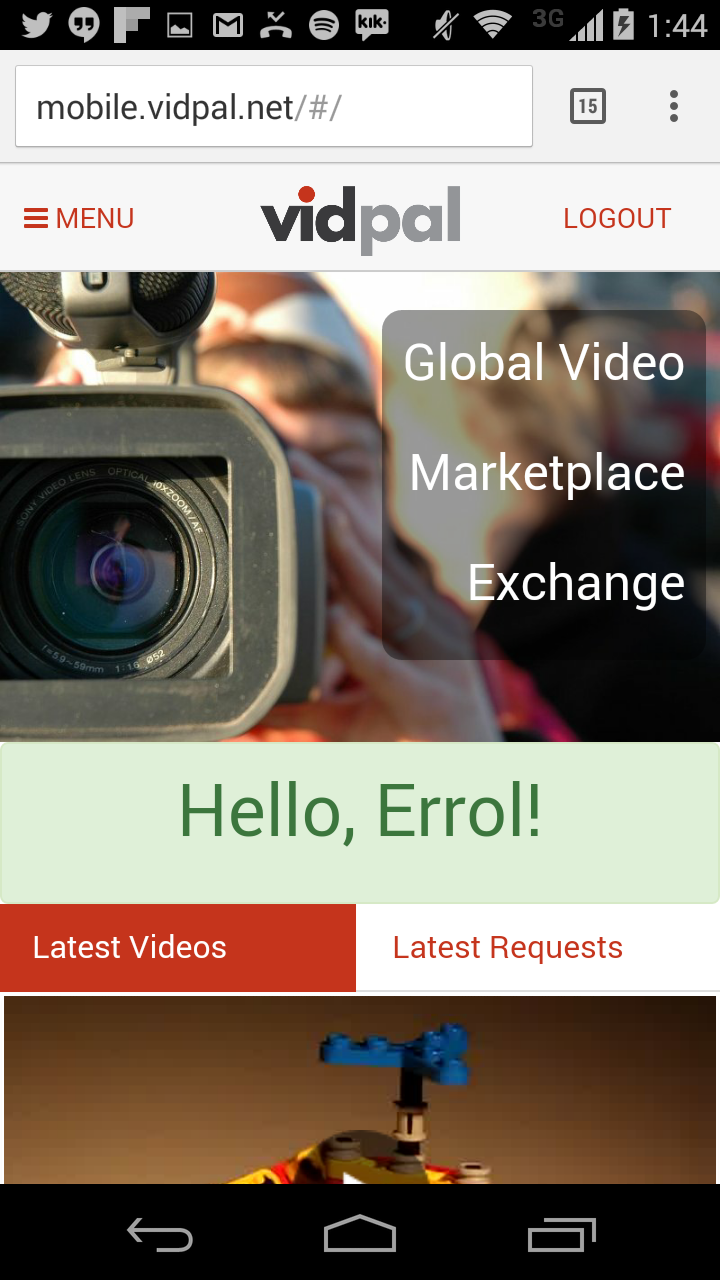 kik·
3G
1:44
mobile.vidpal.net/#/
15
MENU
vidpal
LOGOUT
Global Video
Marketplace
Exchange
SONY VIDEO LENS OPTICAL 10XZOOM/AF
f=5.9-59mm 1:1.6 Ø52
Hello, Errol!
Latest Videos
Latest Requests